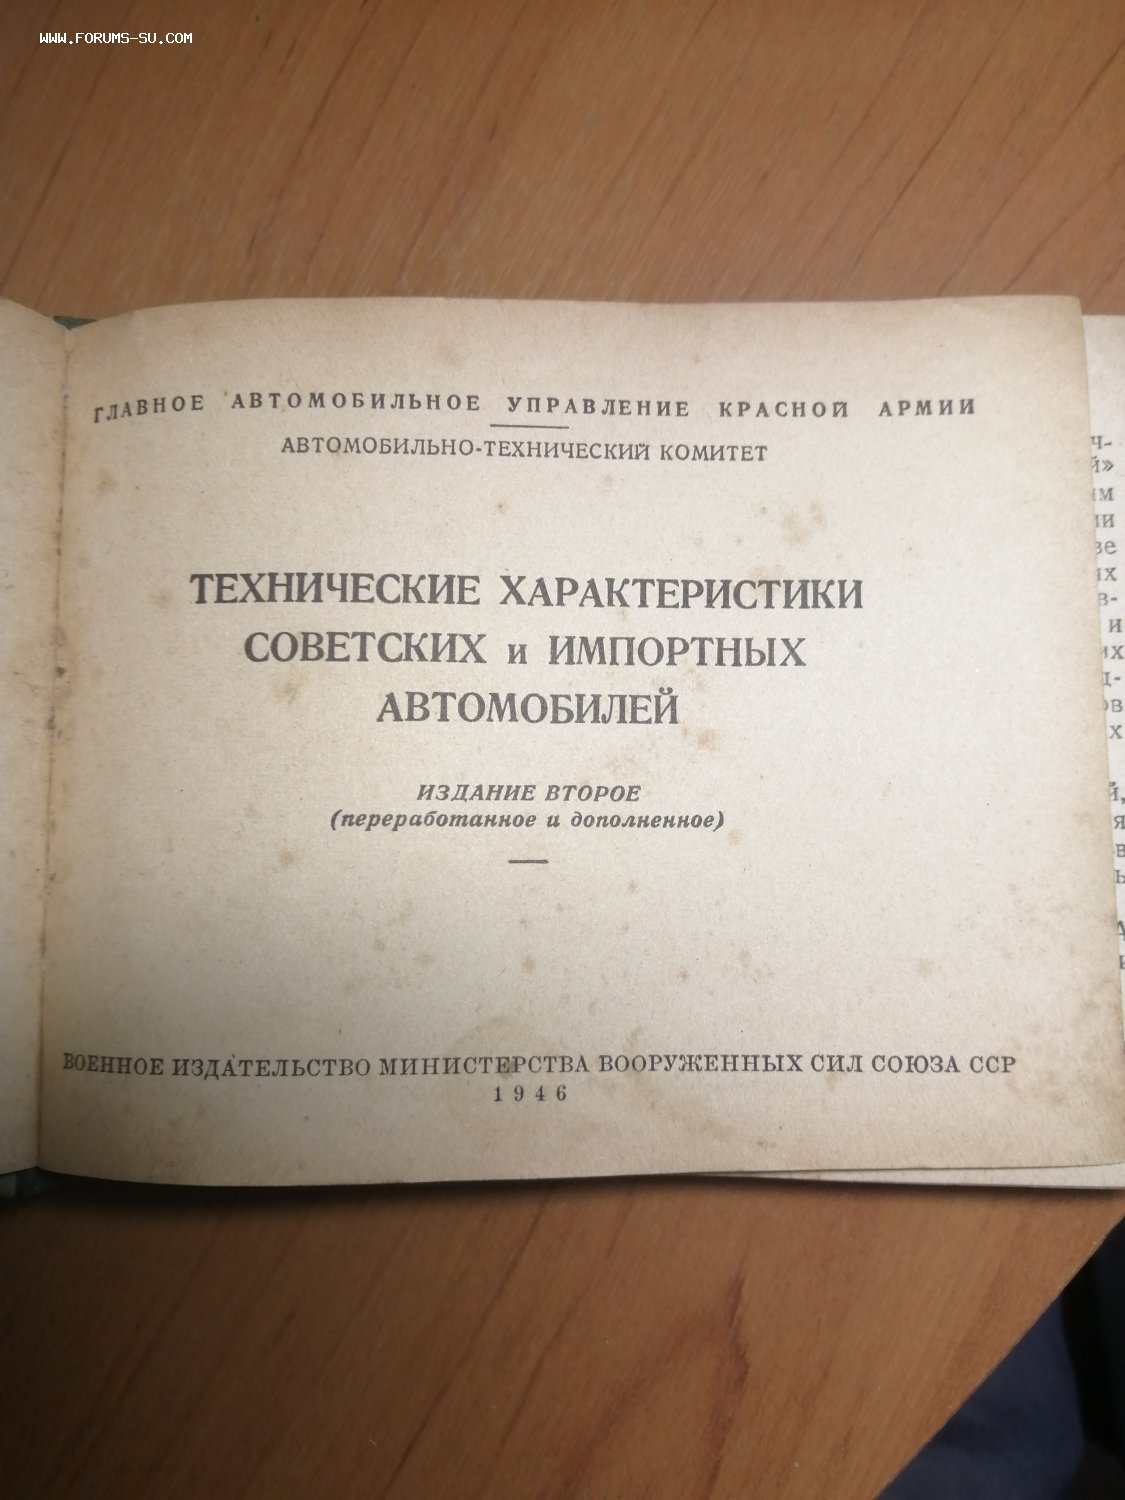 WWW.FORUMS-SU.COM
ГЛАВНОЕ АВТОМОБИЛЬНОЕ УПРАВЛЕНИЕ КРАСНОЙ АРМИИ
АВТОМОБИЛЬНО-ТЕХНИЧЕСКИЙ КОМИТЕТ
ТЕХНИЧЕСКИЕ ХАРАКТЕРИСТИКИ
СОВЕТСКИХ и ИМПОРТНЫХ
АВТОМОБИЛЕЙ
ИЗДАНИЕ ВТОРОЕ
(переработанное и дополненное)
ВОЕННОЕ ИЗДАТЕЛЬСТВО МИНИСТЕРСТВА ВООРУЖЕННЫХ СИЛ СОЮЗА ССР
1946